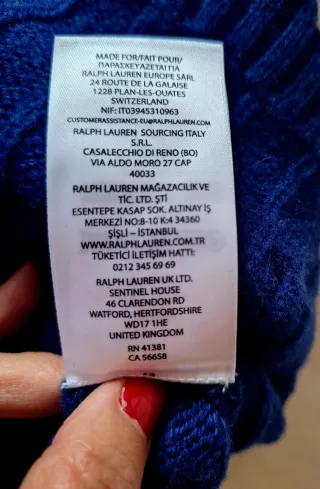 MADE FOR/FAIT POUR/
ΠΑΡΑΣΚΕΥΑΖΕΤΑΙ ΓΙΑ
RALPH LAUREN EUROPE SÀRL
24 ROUTE DE LA GALAISE
1228 PLAN-LES-OUATES
SWITZERLAND
NIF: IT03945310963
CUSTOMERASSISTANCE-EU@RALPHLAUREN.COM
RALPH LAUREN SOURCING ITALY
S.R.L.
CASALECCHIO DI RENO (BO)
VIA ALDO MORO 27 CAP
40033
RALPH LAUREN MAĞAZACILIK VE
TİC. LTD. ŞTİ
ESENTEPE KASAP SOK. ALTINAY İŞ
MERKEZİ NO:8-10 K:4 34360
ŞİŞLİ – İSTANBUL
WWW.RALPHLAUREN.COM.TR
TÜKETİCİ İLETİŞİM HATTI:
0212 345 69 69
RALPH LAUREN UK LTD.
SENTINEL HOUSE
46 CLARENDON RD
WATFORD, HERTFORDSHIRE
WD17 1HE
UNITED KINGDOM
RN 41381
CA 56658